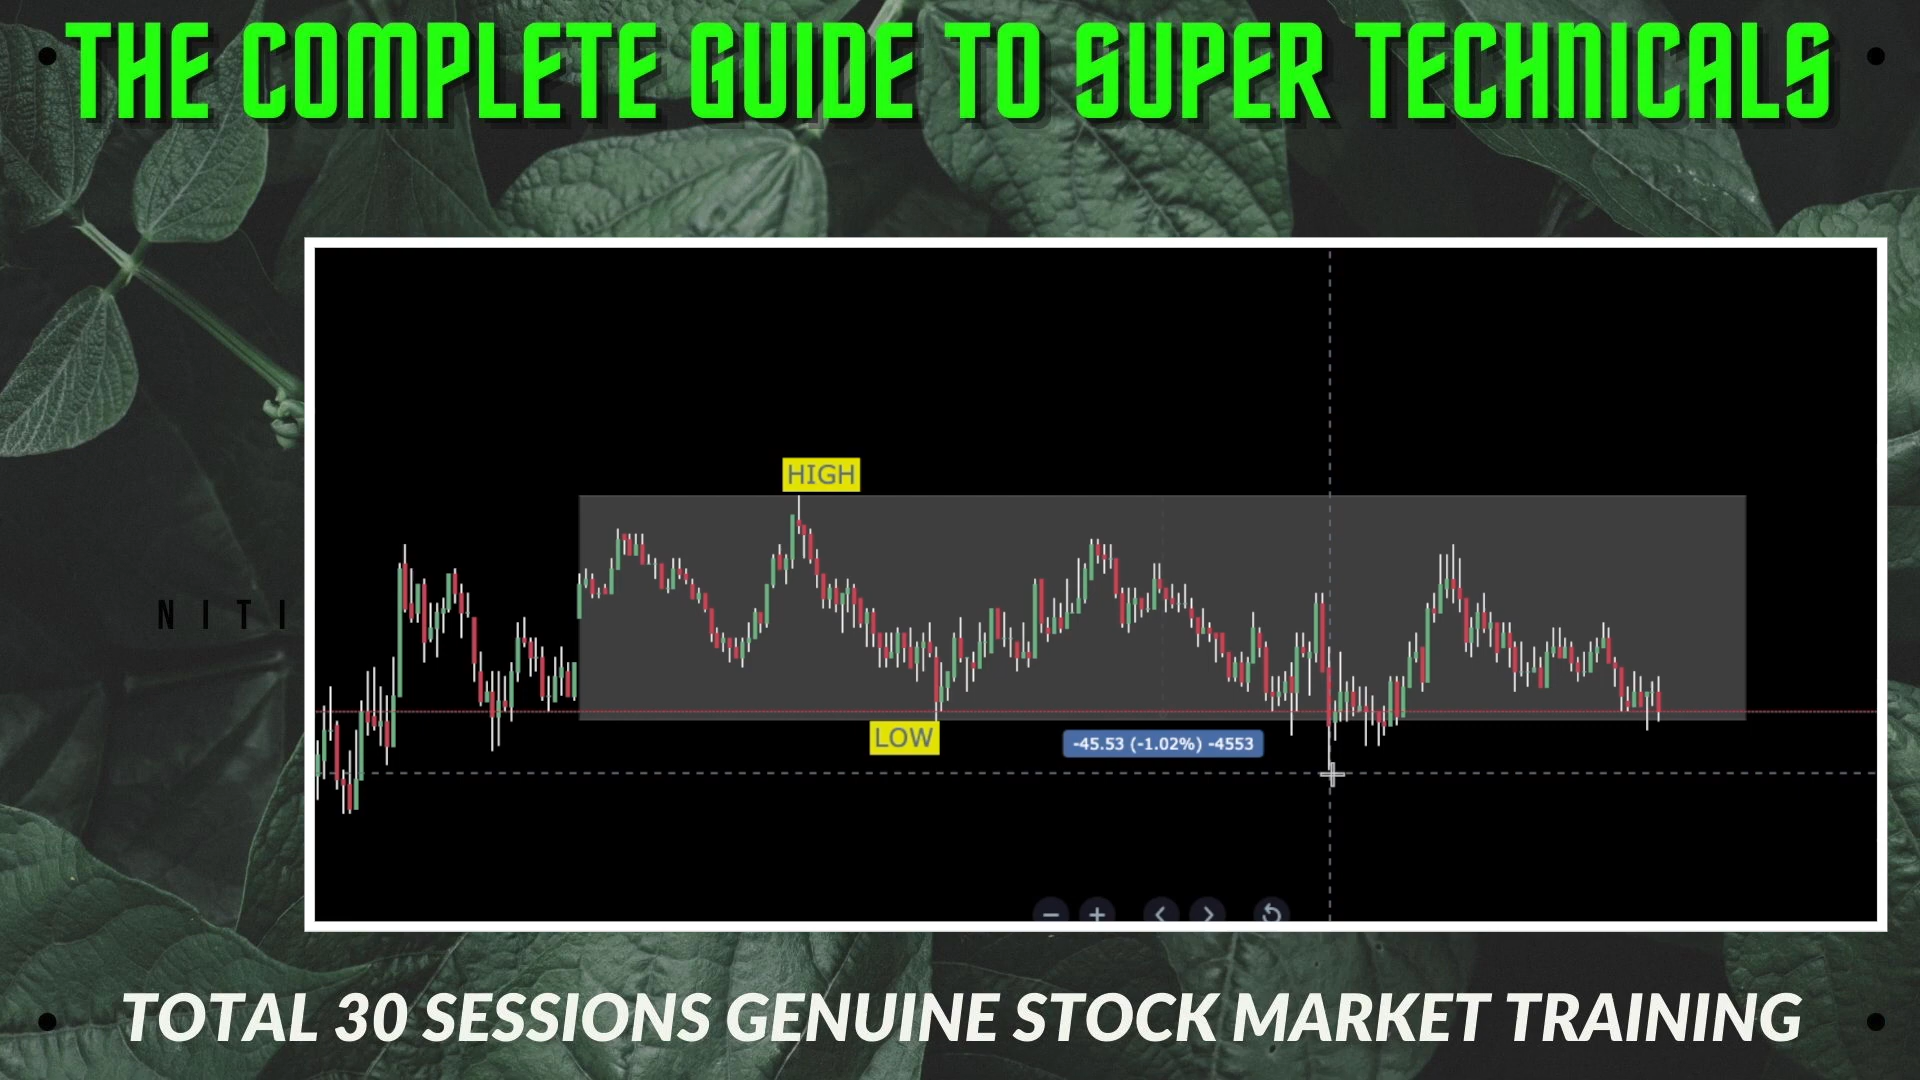 THE COMPLETE GUIDE TO SUPER TECHNICALS
HIGH
NITI
LOW
-45.53 (-1.02%) -4553
TOTAL 30 SESSIONS GENUINE STOCK MARKET TRAINING